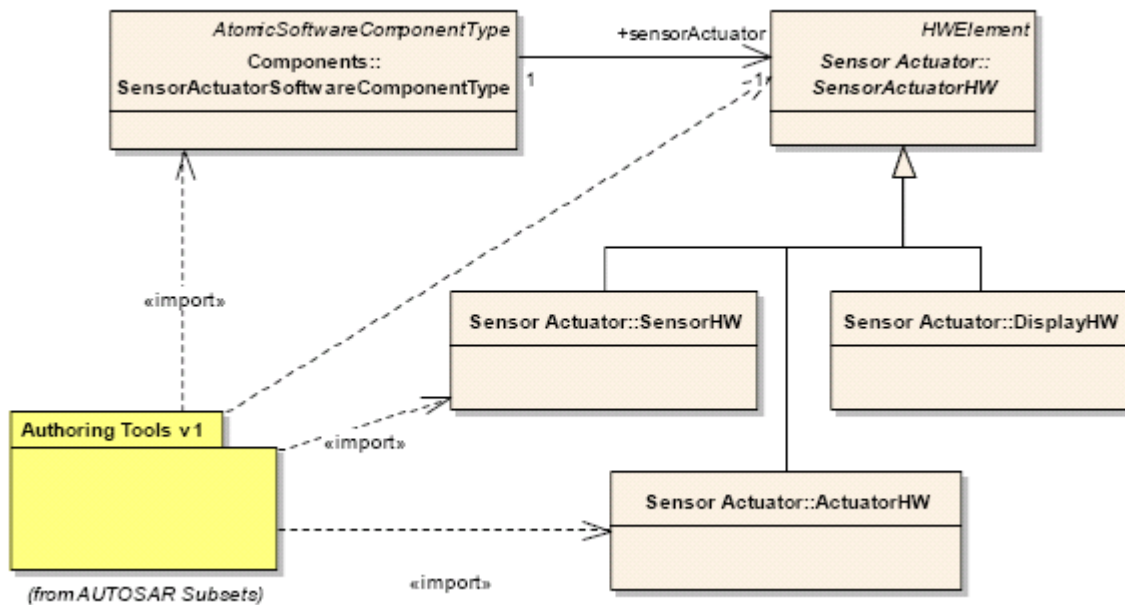 AtomicSoftwareComponentType
Components::
SensorActuatorSoftwareComponentType
+sensorActuator
1
1
HWElement
Sensor Actuator::
SensorActuatorHW
«import»
Sensor Actuator::SensorHW
Sensor Actuator::DisplayHW
Authoring Tools v1
«import»
Sensor Actuator::ActuatorHW
«import»
(from AUTOSAR Subsets)